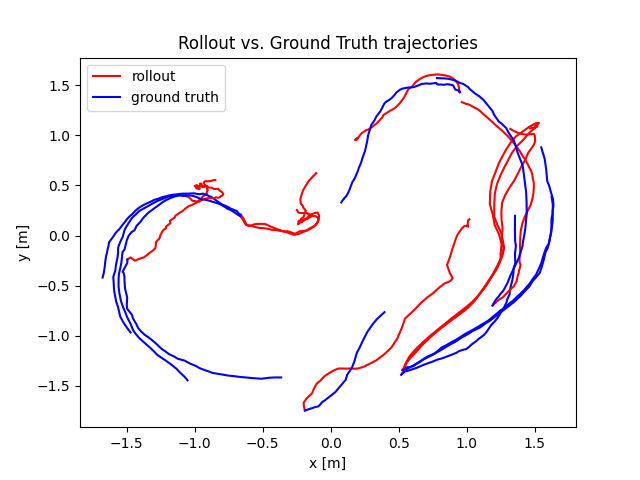 Rollout vs. Ground Truth trajectories
rollout
ground truth
1.5
1.0
0.5
0.0
−0.5
−1.0
−1.5
y [m]
−1.5 −1.0 −0.5 0.0 0.5 1.0 1.5
x [m]